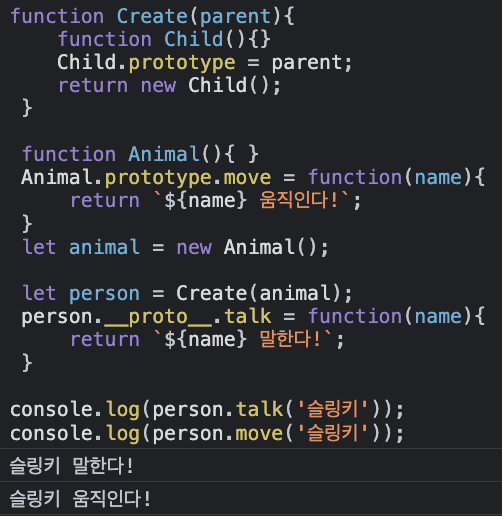 function Create(parent){
    function Child(){}
    Child.prototype = parent;
    return new Child();
 }
 function Animal(){ }
 Animal.prototype.move = function(name){
     return `${name} 움직인다!`;
 }
 let animal = new Animal();
 let person = Create(animal);
 person.__proto__.talk = function(name){
     return `${name} 말한다!`;
 }
console.log(person.talk('슬링키'));
console.log(person.move('슬링키'));
슬링키 말한다!
슬링키 움직인다!